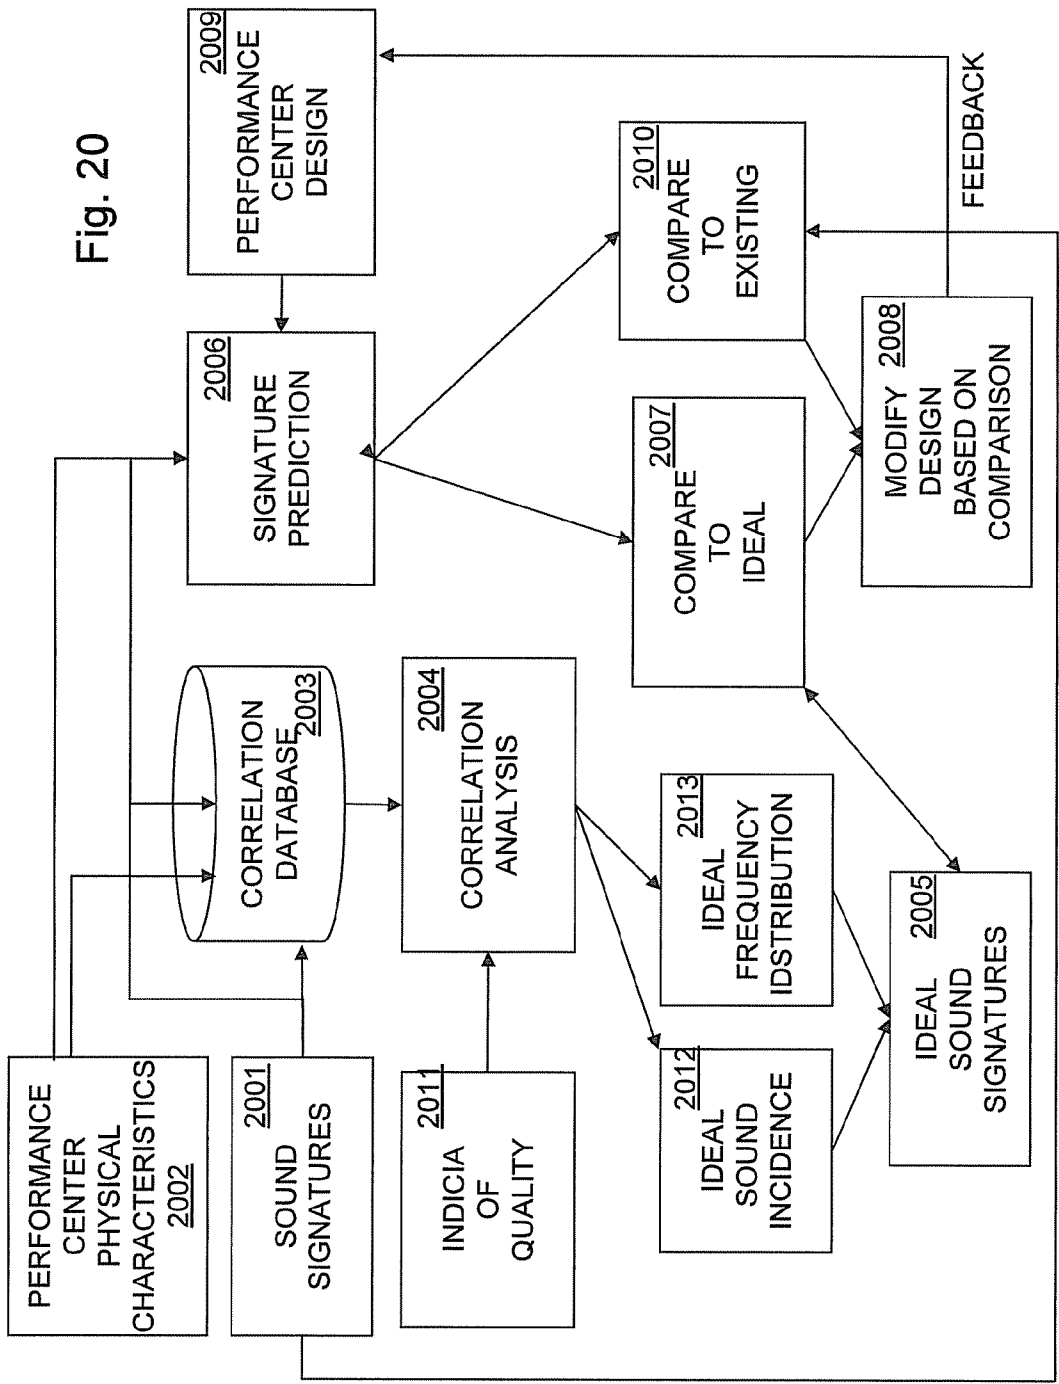 Fig. 20
PERFORMANCE
CENTER
PHYSICAL
CHARACTERISTICS
2002
2001
SOUND
SIGNATURES
2011
INDICIA
OF
QUALITY
CORRELATION
DATABASE
2003
2004
CORRELATION
ANALYSIS
2012
IDEAL
SOUND
INCIDENCE
2013
IDEAL
FREQUENCY
IDSTRIBUTION
2005
IDEAL
SOUND
SIGNATURES
2006
SIGNATURE
PREDICTION
2009
PERFORMANCE
CENTER
DESIGN
2007
COMPARE
TO
IDEAL
2010
COMPARE
TO
EXISTING
MODIFY 2008
DESIGN
BASED ON
COMPARISON
FEEDBACK